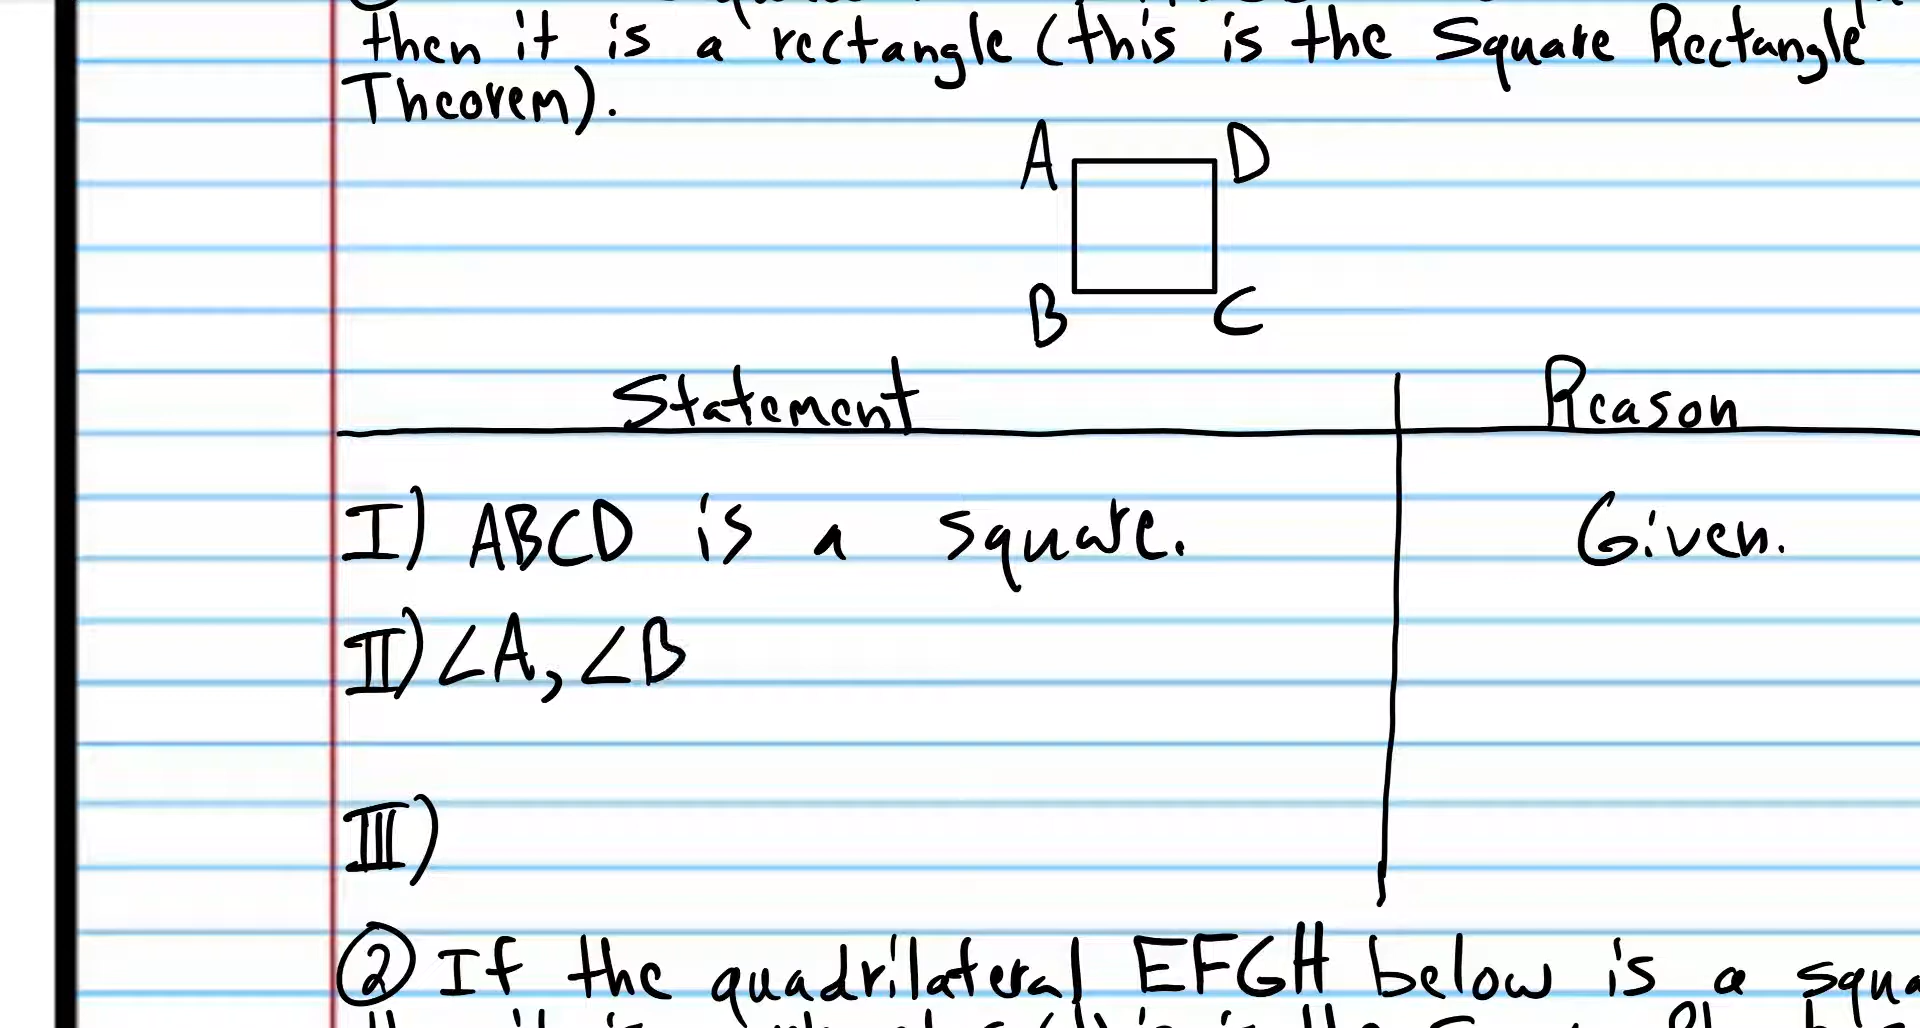 then it is a rectangle (this is the Square Rectangle
Theorem).
A D
B C
Statement Reason
I) ABCD is a square. Given.
II) ∠A, ∠B
III)
② If the quadrilateral EFGH below is a